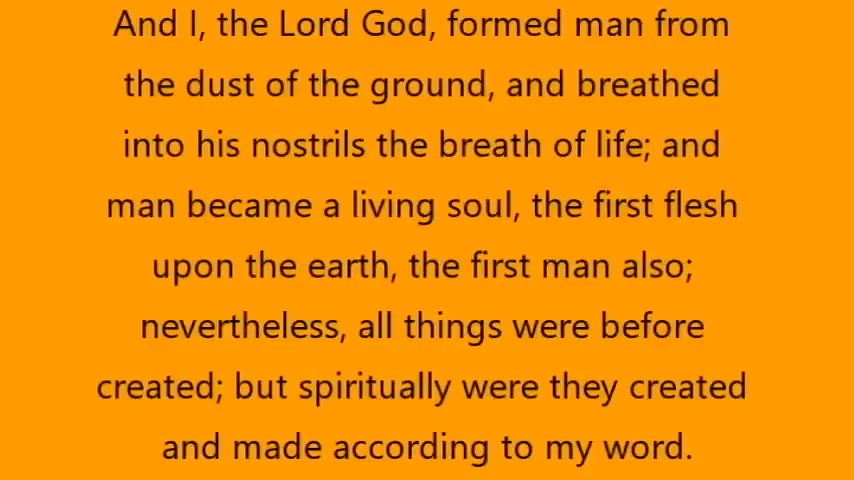 And I, the Lord God, formed man from
the dust of the ground, and breathed
into his nostrils the breath of life; and
man became a living soul, the first flesh
upon the earth, the first man also;
nevertheless, all things were before
created; but spiritually were they created
and made according to my word.